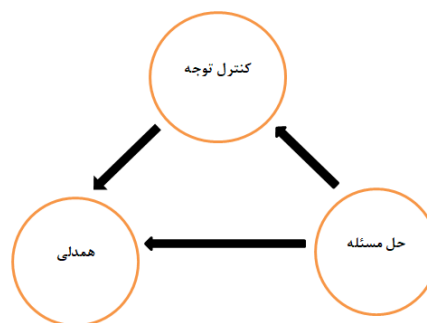 کنترل توجه
حل مسئله
همدلی